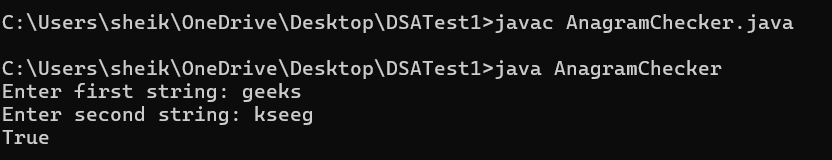 C:\Users\sheik\OneDrive\Desktop\DSATest1>javac AnagramChecker.java
C:\Users\sheik\OneDrive\Desktop\DSATest1>java AnagramChecker
Enter first string: geeks
Enter second string: kseeg
True